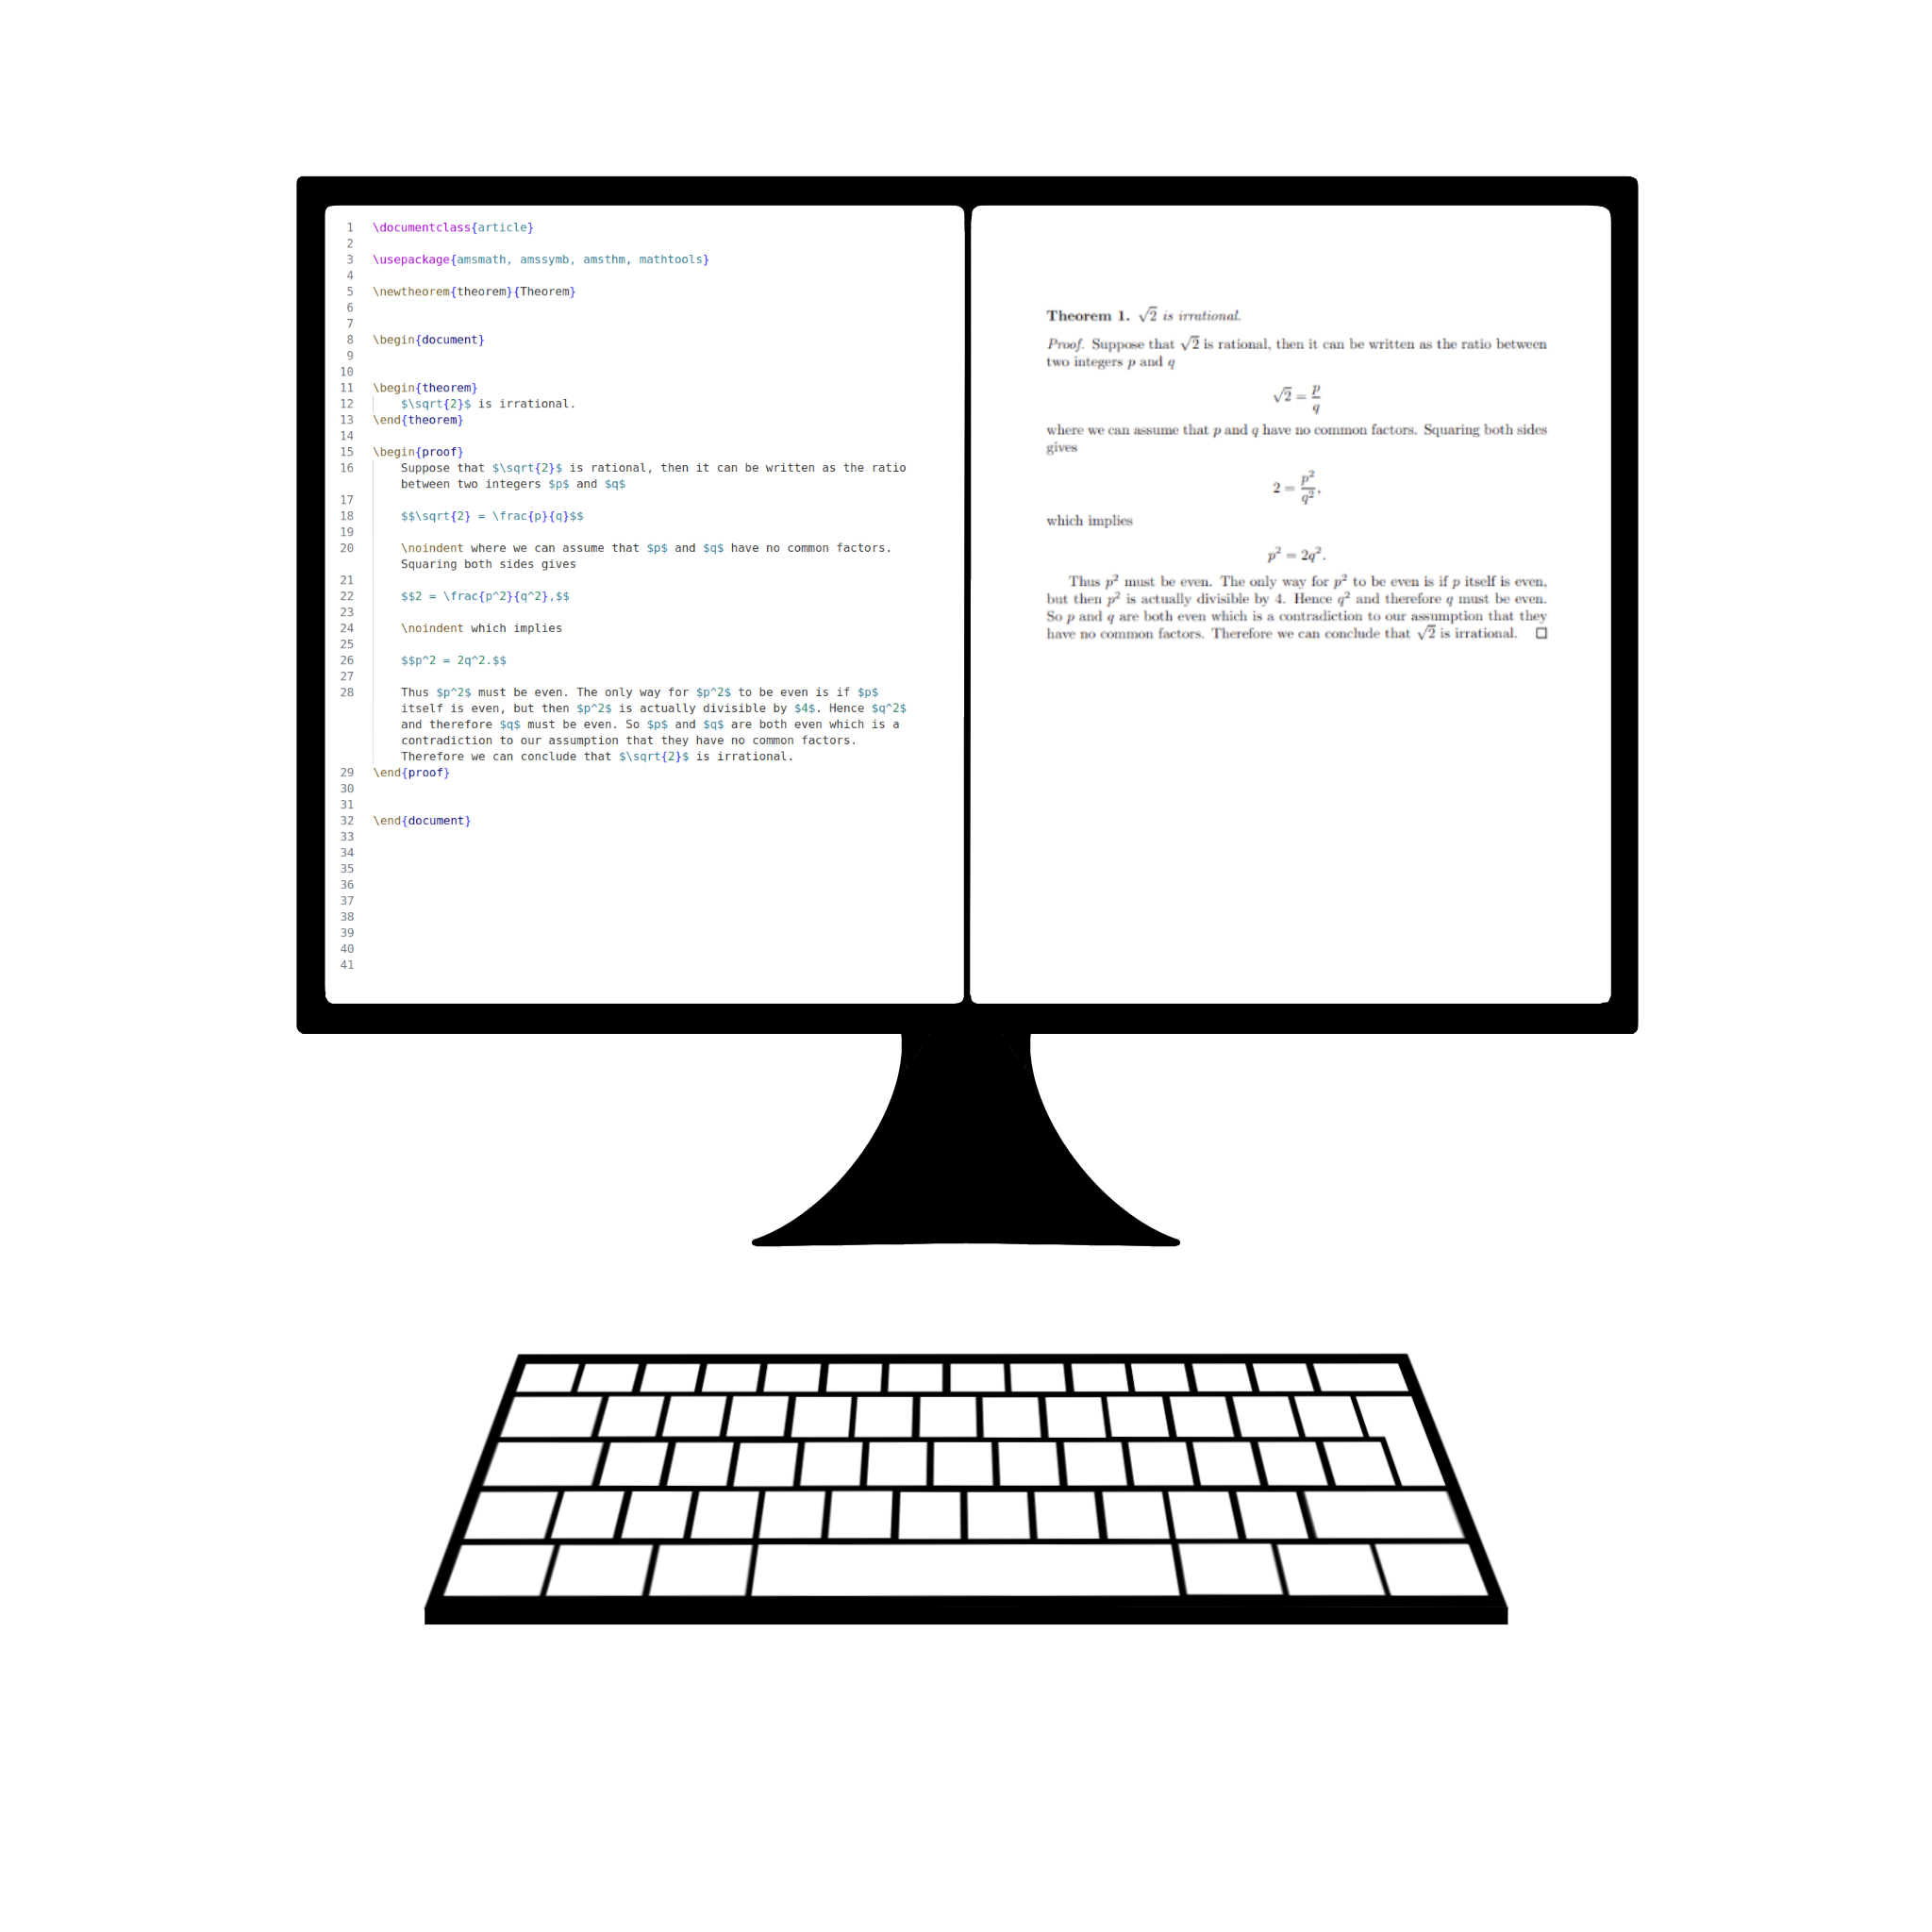 1 \documentclass{article}
2
3 \usepackage{amsmath, amssymb, amsthm, mathtools}
4
5 \newtheorem{theorem}{Theorem}
6
7
8 \begin{document}
9
10
11 \begin{theorem}
12 $\sqrt{2}$ is irrational.
13 \end{theorem}
14
15 \begin{proof}
16 Suppose that $\sqrt{2}$ is rational, then it can be written as the ratio
between two integers $p$ and $q$
17
18 $$\sqrt{2} = \frac{p}{q}$$
19
20 \noindent where we can assume that $p$ and $q$ have no common factors.
Squaring both sides gives
21
22 $$2 = \frac{p^2}{q^2},$$
23
24 \noindent which implies
25
26 $$p^2 = 2q^2.$$
27
28 Thus $p^2$ must be even. The only way for $p^2$ to be even is if $p$
itself is even, but then $p^2$ is actually divisible by $4$. Hence $q^2$
and therefore $q$ must be even. So $p$ and $q$ are both even which is a
contradiction to our assumption that they have no common factors.
Therefore we can conclude that $\sqrt{2}$ is irrational.
29 \end{proof}
30
31
32 \end{document}
33
34
35
36
37
38
39
40
41
Theorem 1. √2 is irrational.
Proof. Suppose that √2 is rational, then it can be written as the ratio between
two integers p and q
√2 = p/q
where we can assume that p and q have no common factors. Squaring both sides
gives
2 = p²/q²,
which implies
p² = 2q².
Thus p² must be even. The only way for p² to be even is if p itself is even,
but then p² is actually divisible by 4. Hence q² and therefore q must be even.
So p and q are both even which is a contradiction to our assumption that they
have no common factors. Therefore we can conclude that √2 is irrational. □